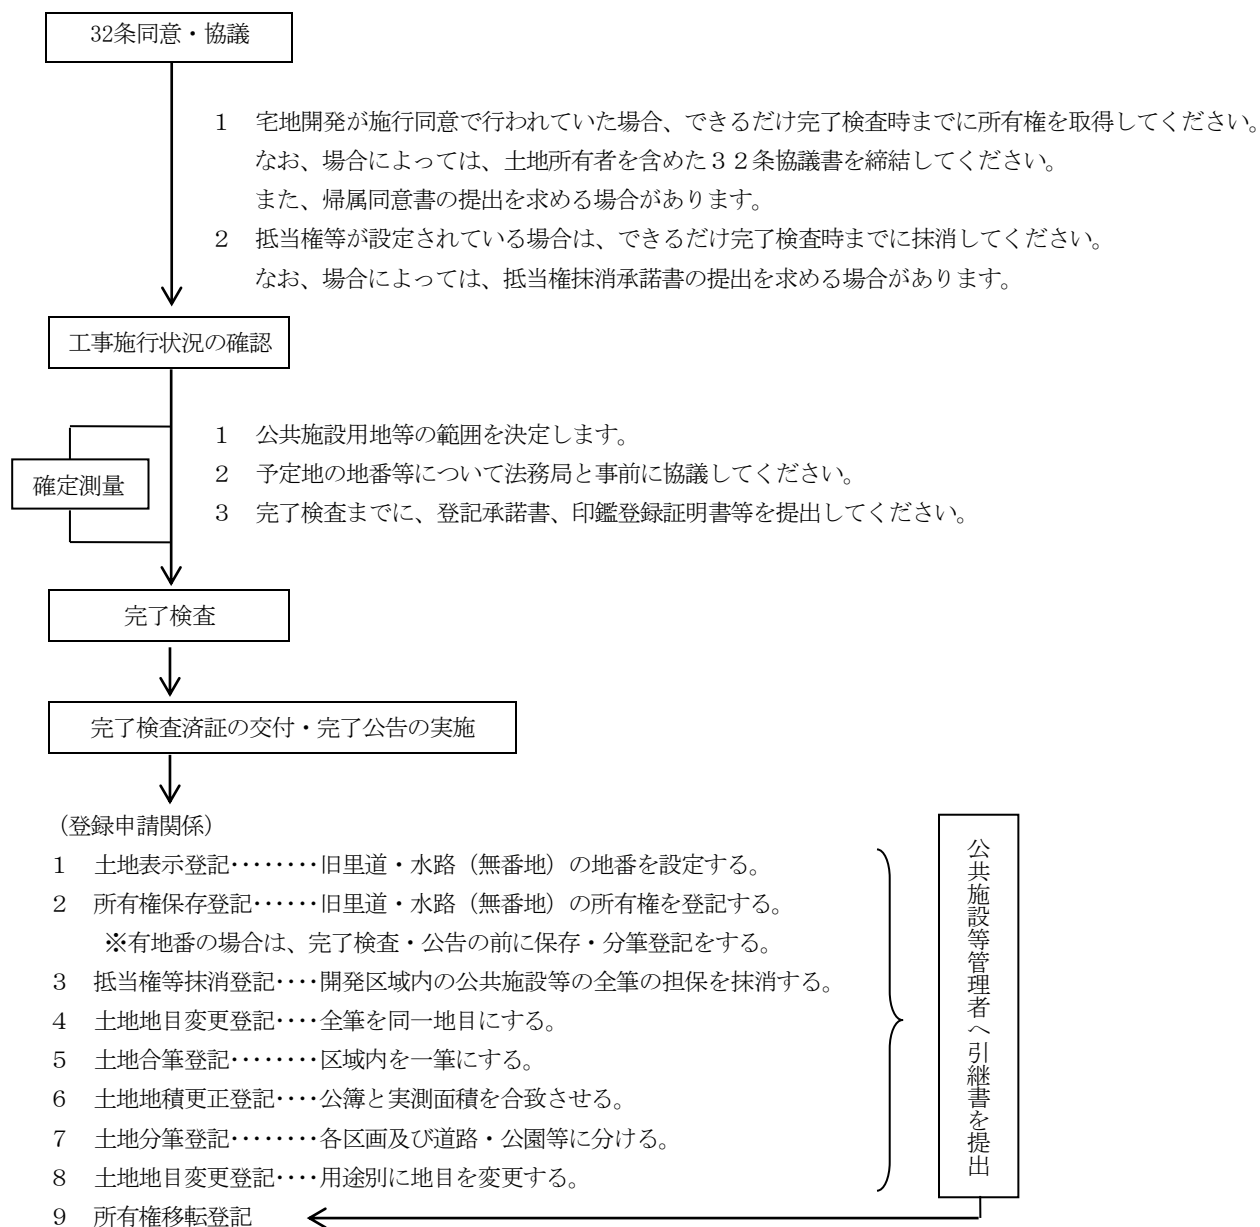 32条同意・協議
1 宅地開発が施行同意で行われていた場合、できるだけ完了検査時までに所有権を取得してください。
なお、場合によっては、土地所有者を含めた３２条協議書を締結してください。
また、帰属同意書の提出を求める場合があります。
2 抵当権等が設定されている場合は、できるだけ完了検査時までに抹消してください。
なお、場合によっては、抵当権抹消承諾書の提出を求める場合があります。
工事施行状況の確認
確定測量
1 公共施設用地等の範囲を決定します。
2 予定地の地番等について法務局と事前に協議してください。
3 完了検査までに、登記承諾書、印鑑登録証明書等を提出してください。
完了検査
完了検査済証の交付・完了公告の実施
（登録申請関係）
1 土地表示登記････････旧里道・水路（無番地）の地番を設定する。
2 所有権保存登記･･････旧里道・水路（無番地）の所有権を登記する。
※有地番の場合は、完了検査・公告の前に保存・分筆登記をする。
3 抵当権等抹消登記････開発区域内の公共施設等の全筆の担保を抹消する。
4 土地地目変更登記････全筆を同一地目にする。
5 土地合筆登記････････区域内を一筆にする。
6 土地地積更正登記････公簿と実測面積を合致させる。
7 土地分筆登記････････各区画及び道路・公園等に分ける。
8 土地地目変更登記････用途別に地目を変更する。
9 所有権移転登記
公共施設等管理者へ引継書を提出